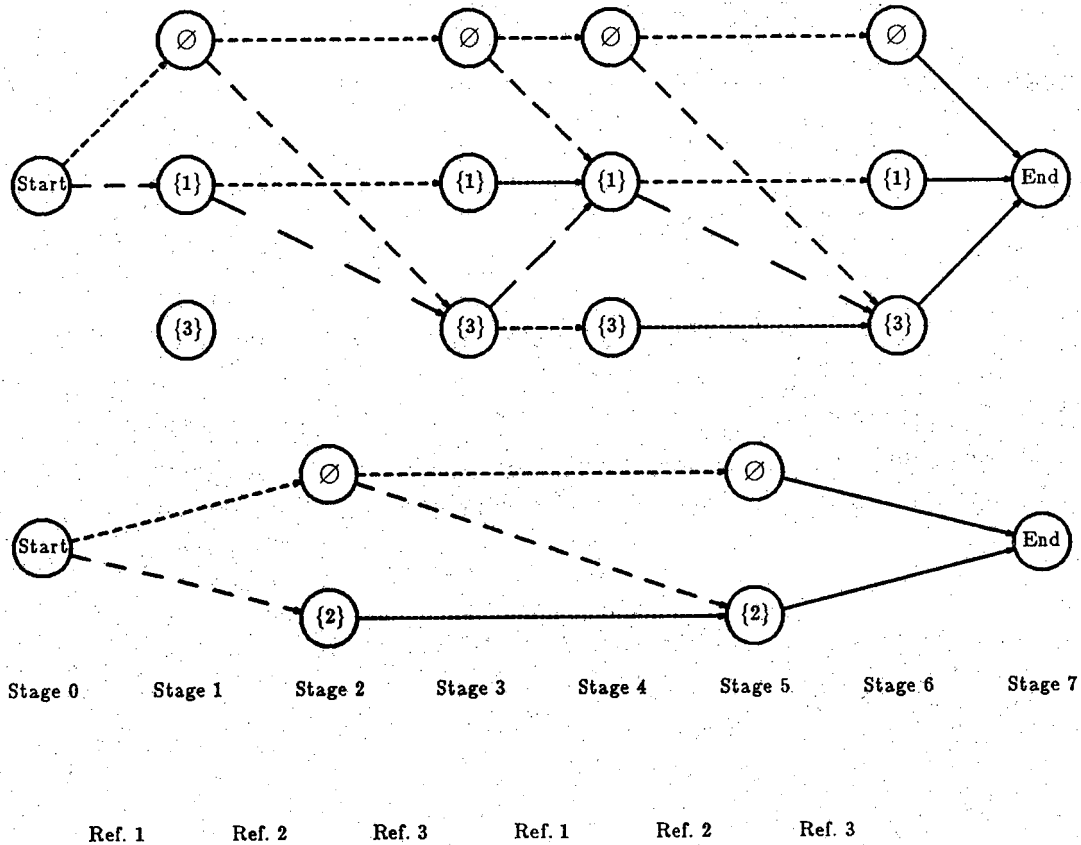 ∅ ∅ ∅ ∅
Start {1} {1} {1} {1} End
{3} {3} {3} {3}
∅ ∅
Start End
{2} {2}
Stage 0 Stage 1 Stage 2 Stage 3 Stage 4 Stage 5 Stage 6 Stage 7
Ref. 1 Ref. 2 Ref. 3 Ref. 1 Ref. 2 Ref. 3